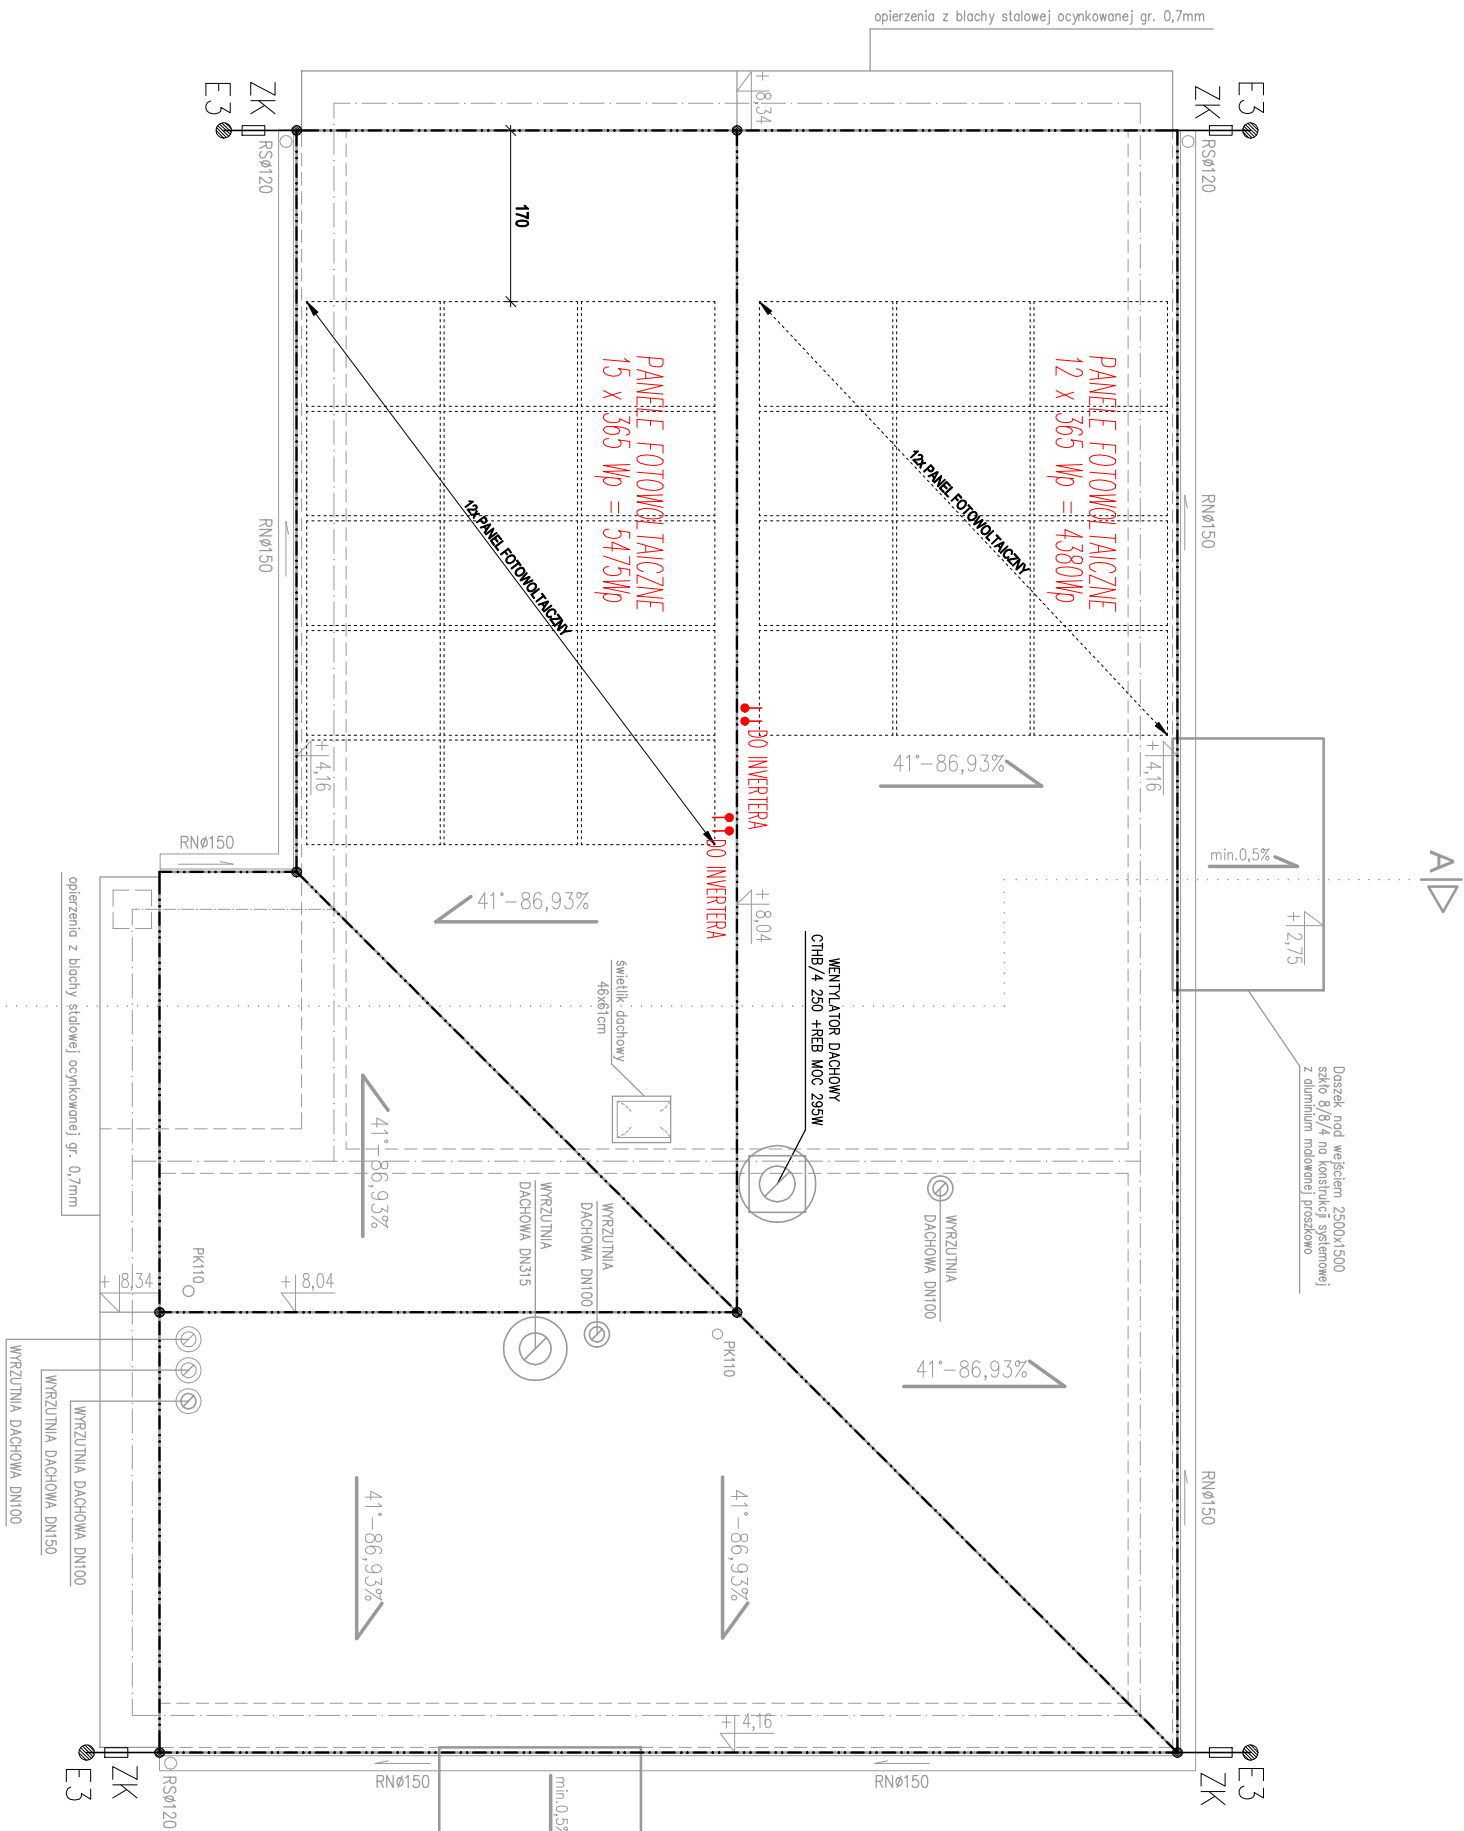 opierzenia z blachy stalowej ocynkowanej gr. 0,7mm
E3
ZK
RSø120
+ 8,34
E3
ZK
RSø120
170
PANELE FOTOWOLTAICZNE
15 x 365 Wp = 5475Wp
PANELE FOTOWOLTAICZNE
12 x 365 Wp = 4380Wp
12x PANEL FOTOWOLTAICZNY
12x PANEL FOTOWOLTAICZNY
RNø150
RNø150
DO INVERTERA
DO INVERTERA
+ 4,16
+ 4,16
41°-86,93%
41°-86,93%
RNø150
min.0,5%
+ 2,75
A
+ 8,04
opierzenia z blachy stalowej ocynkowanej gr. 0,7mm
świetlik dachowy
46x61cm
WENTYLATOR DACHOWY
CTHB/4 250 +REB MOC 295W
Daszek nad wejściem 2500x1500
szkło 8/8/4 na konstrukcji systemowej
z aluminium malowanej proszkowo
41°-86,93%
WYRZUTNIA
DACHOWA DN315
WYRZUTNIA
DACHOWA DN100
WYRZUTNIA
DACHOWA DN100
PK110
+ 8,34
+ 8,04
PK110
41°-86,93%
WYRZUTNIA DACHOWA DN100
WYRZUTNIA DACHOWA DN150
WYRZUTNIA DACHOWA DN100
41°-86,93%
41°-86,93%
RNø150
+ 4,16
RNø150
RNø150
min.0,5%
RSø120
ZK
E3
ZK
E3